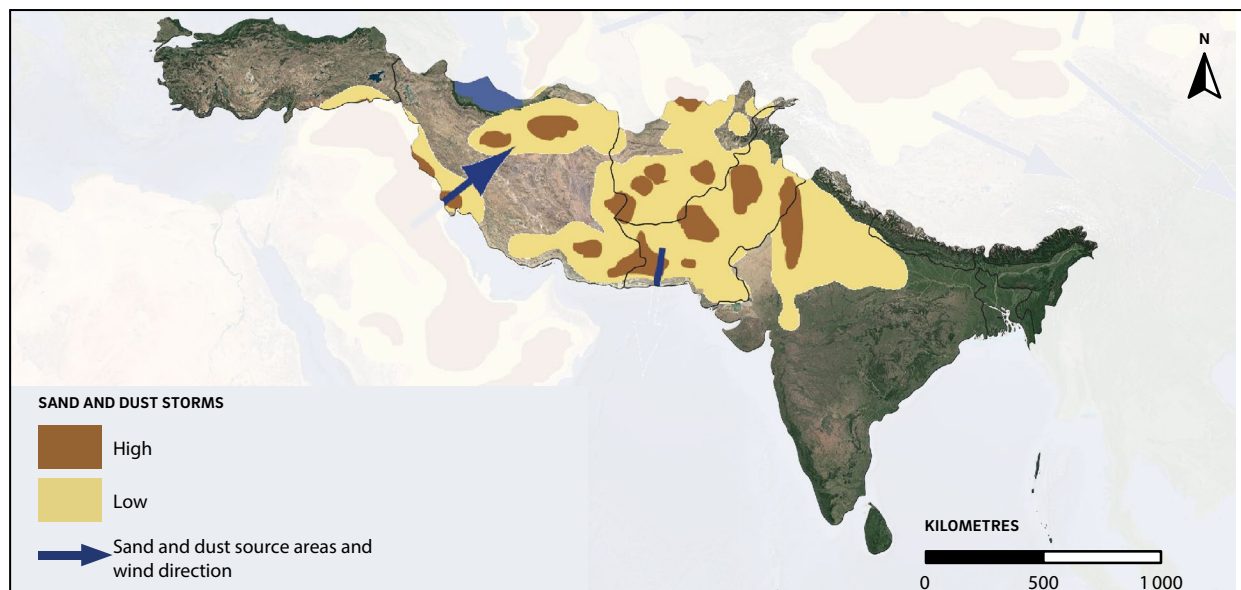 N
SAND AND DUST STORMS
High
Low
Sand and dust source areas and
wind direction
KILOMETRES
0 500 1 000